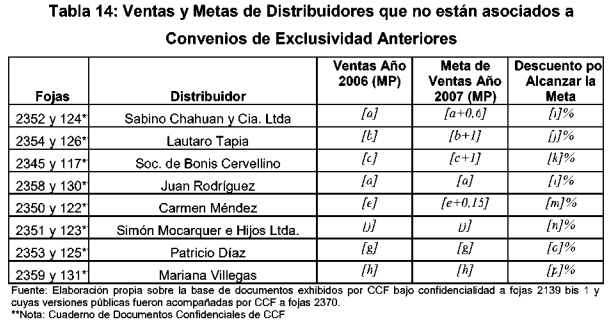 Tabla 14: Ventas y Metas de Distribuidores que no están asociados a
Convenios de Exclusividad Anteriores
Fojas Distribuidor Ventas Año 2006 (MP) Meta de Ventas Año 2007 (MP) Descuento po Alcanzar la Meta
2352 y 124* Sabino Chahuan y Cia. Ltda [a] [a+0,6] [i]%
2354 y 126* Lautaro Tapia [b] [b+1] [j]%
2345 y 117* Soc. de Bonis Cervellino [c] [c+1] [k]%
2358 y 130* Juan Rodríguez [a] [a] [i]%
2350 y 122* Carmen Méndez [e] [e+0,15] [m]%
2351 y 123* Simón Mocarquer e Hijos Ltda. [n]%
2353 y 125* Patricio Díaz [g] [g] [o]%
2359 y 131* Mariana Villegas [h] [h] [p]%
Fuente: Elaboración propia sobre la base de documentos exhibidos por CCF bajo confidencialidad a fojas 2139 bis 1 y
cuyas versiones públicas fueron acompañadas por CCF a fojas 2370.
**Nota: Cuaderno de Documentos Confidenciales de CCF